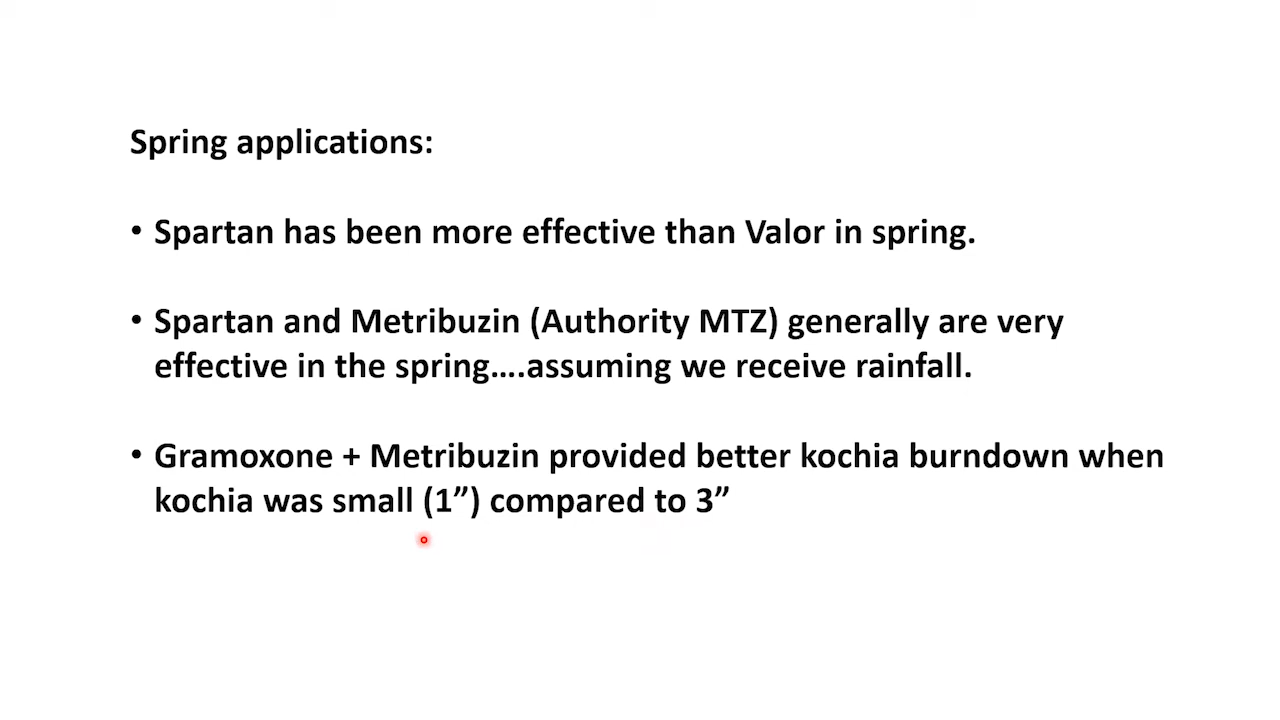 Spring applications:
• Spartan has been more effective than Valor in spring.
• Spartan and Metribuzin (Authority MTZ) generally are very
effective in the spring....assuming we receive rainfall.
• Gramoxone + Metribuzin provided better kochia burndown when
kochia was small (1”) compared to 3”